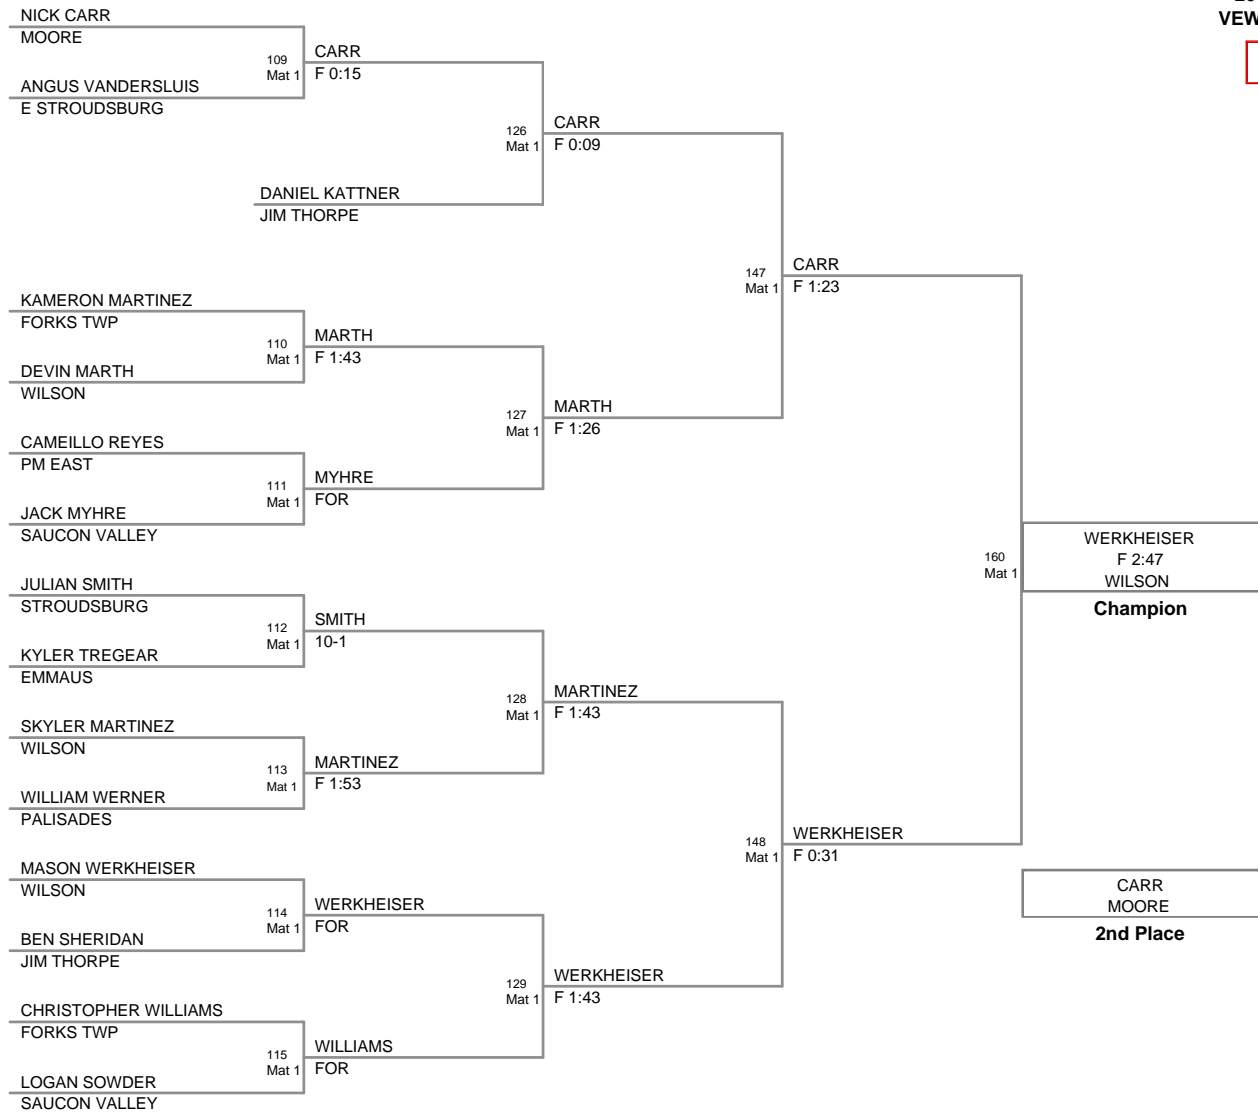 VEW
NICK CARR
MOORE
109
Mat 1
CARR
F 0:15
ANGUS VANDERSLUIS
E STROUDSBURG
126
Mat 1
CARR
F 0:09
DANIEL KATTNER
JIM THORPE
147
Mat 1
CARR
F 1:23
KAMERON MARTINEZ
FORKS TWP
110
Mat 1
MARTH
F 1:43
DEVIN MARTH
WILSON
127
Mat 1
MARTH
F 1:26
CAMEILLO REYES
PM EAST
111
Mat 1
MYHRE
FOR
JACK MYHRE
SAUCON VALLEY
160
Mat 1
WERKHEISER
F 2:47
WILSON
Champion
JULIAN SMITH
STROUDSBURG
112
Mat 1
SMITH
10-1
KYLER TREGEAR
EMMAUS
128
Mat 1
MARTINEZ
F 1:43
SKYLER MARTINEZ
WILSON
113
Mat 1
MARTINEZ
F 1:53
WILLIAM WERNER
PALISADES
148
Mat 1
WERKHEISER
F 0:31
MASON WERKHEISER
WILSON
114
Mat 1
WERKHEISER
FOR
BEN SHERIDAN
JIM THORPE
CARR
MOORE
2nd Place
129
Mat 1
WERKHEISER
F 1:43
CHRISTOPHER WILLIAMS
FORKS TWP
115
Mat 1
WILLIAMS
FOR
LOGAN SOWDER
SAUCON VALLEY